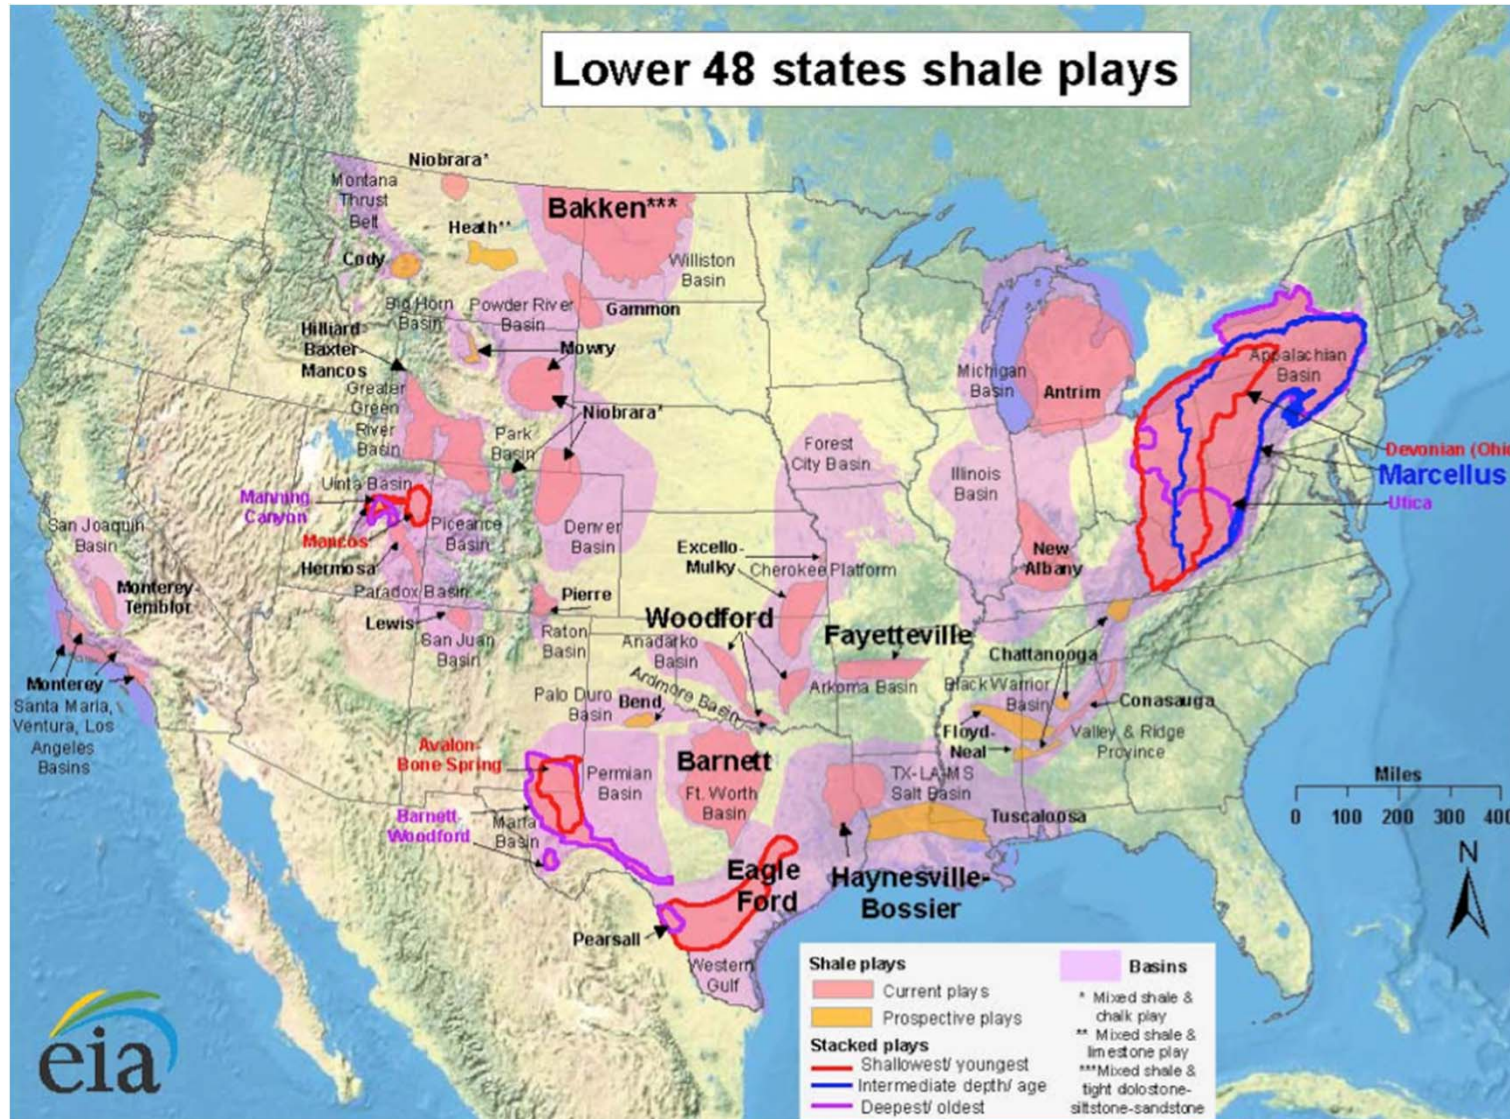 Lower 48 states shale plays
Niobrara*
Montana
Thrust
Belt
Bakken***
Heath**
Cody
Williston
Basin
Big Horn
Basin
Powder River
Basin
Gammon
Hilliard
Baxter-
Mancos
Mowry
Michigan
Basin
Antrim
Appalachian
Basin
Greater
Green
River
Basin
Niobrara*
Park
Basin
Forest
City Basin
Illinois
Basin
Devonian (Ohio
Marcellus
Utica
Uinta Basin
Manning
Canyon
Mancos
Piceance
Basin
Denver
Basin
San Joaquin
Basin
Hermosa
Excello-
Mulky
Cherokee Platform
New
Albany
Monterey-
Temblor
Paradox Basin
Pierre
Lewis
San Juan
Basin
Raton
Basin
Woodford
Anadarko
Basin
Fayetteville
Arkoma Basin
Chattanooga
Black Warrior
Basin
Conasauga
Monterey
Santa Maria,
Ventura, Los
Angeles
Basins
Palo Duro
Basin
Bend
Ardmore Basin
Floyd-
Neal
Valley & Ridge
Province
Avalon-
Bone Spring
Permian
Basin
Barnett
Ft. Worth
Basin
TX-LA-MS
Salt Basin
Tuscaloosa
Barnett-
Woodford
Marfa
Basin
Eagle
Ford
Haynesville-
Bossier
Pearsall
Western
Gulf
Miles
0 100 200 300 400
N
Shale plays
Current plays
Prospective plays
Stacked plays
Shallowest/ youngest
Intermediate depth/ age
Deepest/ oldest
Basins
* Mixed shale &
chalk play
** Mixed shale &
limestone play
***Mixed shale &
tight dolostone-
siltstone-sandstone
eia